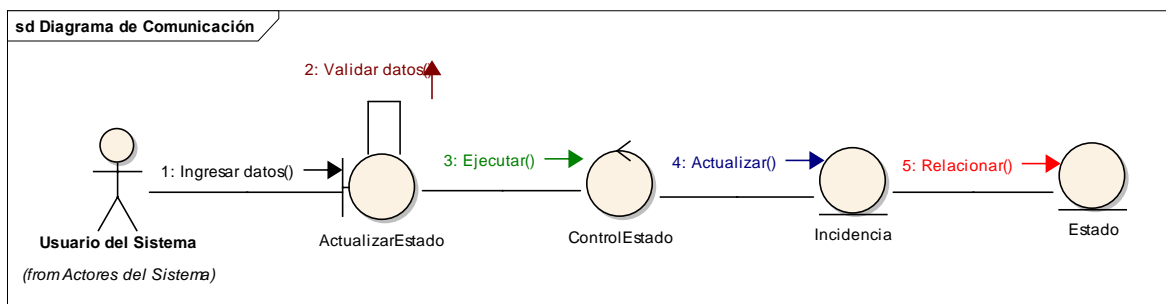 sd Diagrama de Comunicación
2: Validar datos()
1: Ingresar datos()
3: Ejecutar()
4: Actualizar()
5: Relacionar()
Usuario del Sistema
(from Actores del Sistema)
ActualizarEstado
ControlEstado
Incidencia
Estado